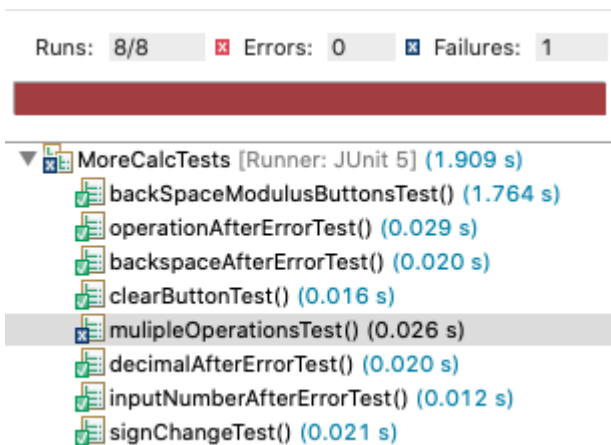 Runs: 8/8 Errors: 0 Failures: 1
MoreCalcTests [Runner: JUnit 5] (1.909 s)
backSpaceModulusButtonsTest() (1.764 s)
operationAfterErrorTest() (0.029 s)
backspaceAfterErrorTest() (0.020 s)
clearButtonTest() (0.016 s)
mulipleOperationsTest() (0.026 s)
decimalAfterErrorTest() (0.020 s)
inputNumberAfterErrorTest() (0.012 s)
signChangeTest() (0.021 s)